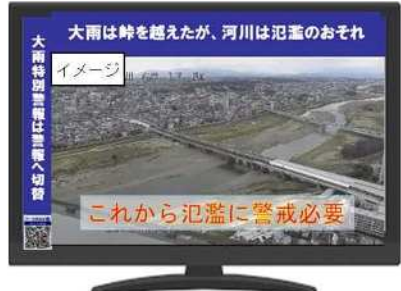 大雨は峠を越えたが、河川は氾濫のおそれ
大雨特別警報は警報へ切替
イメージ
これから氾濫に警戒必要